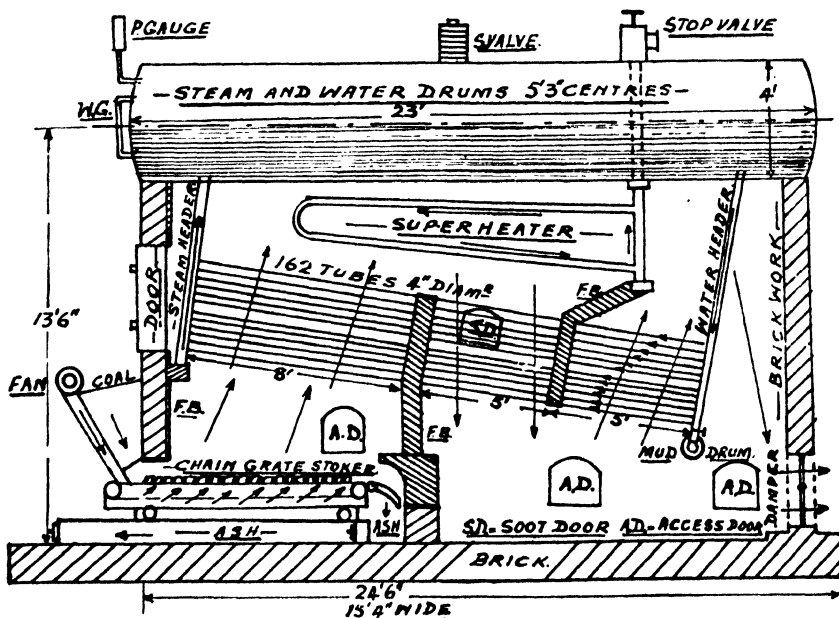 P.GAUGE
S.VALVE.
STOP VALVE
W.G.
— STEAM AND WATER DRUMS 5'3" CENTRES —
23'
4'
STEAM HEADER
SUPERHEATER
WATER HEADER
162 TUBES 4" DIAMR
F.B.
DOOR
S.D.
BRICK WORK
13'6"
FAN
COAL
8'
5'
5'
F.B.
A.D.
F.B.
MUD DRUM.
— CHAIN GRATE STOKER
A.D.
A.D.
DAMPER
ASH
ASH
S.D. = SOOT DOOR A.D. = ACCESS DOOR
BRICK.
24'6"
15'4" WIDE